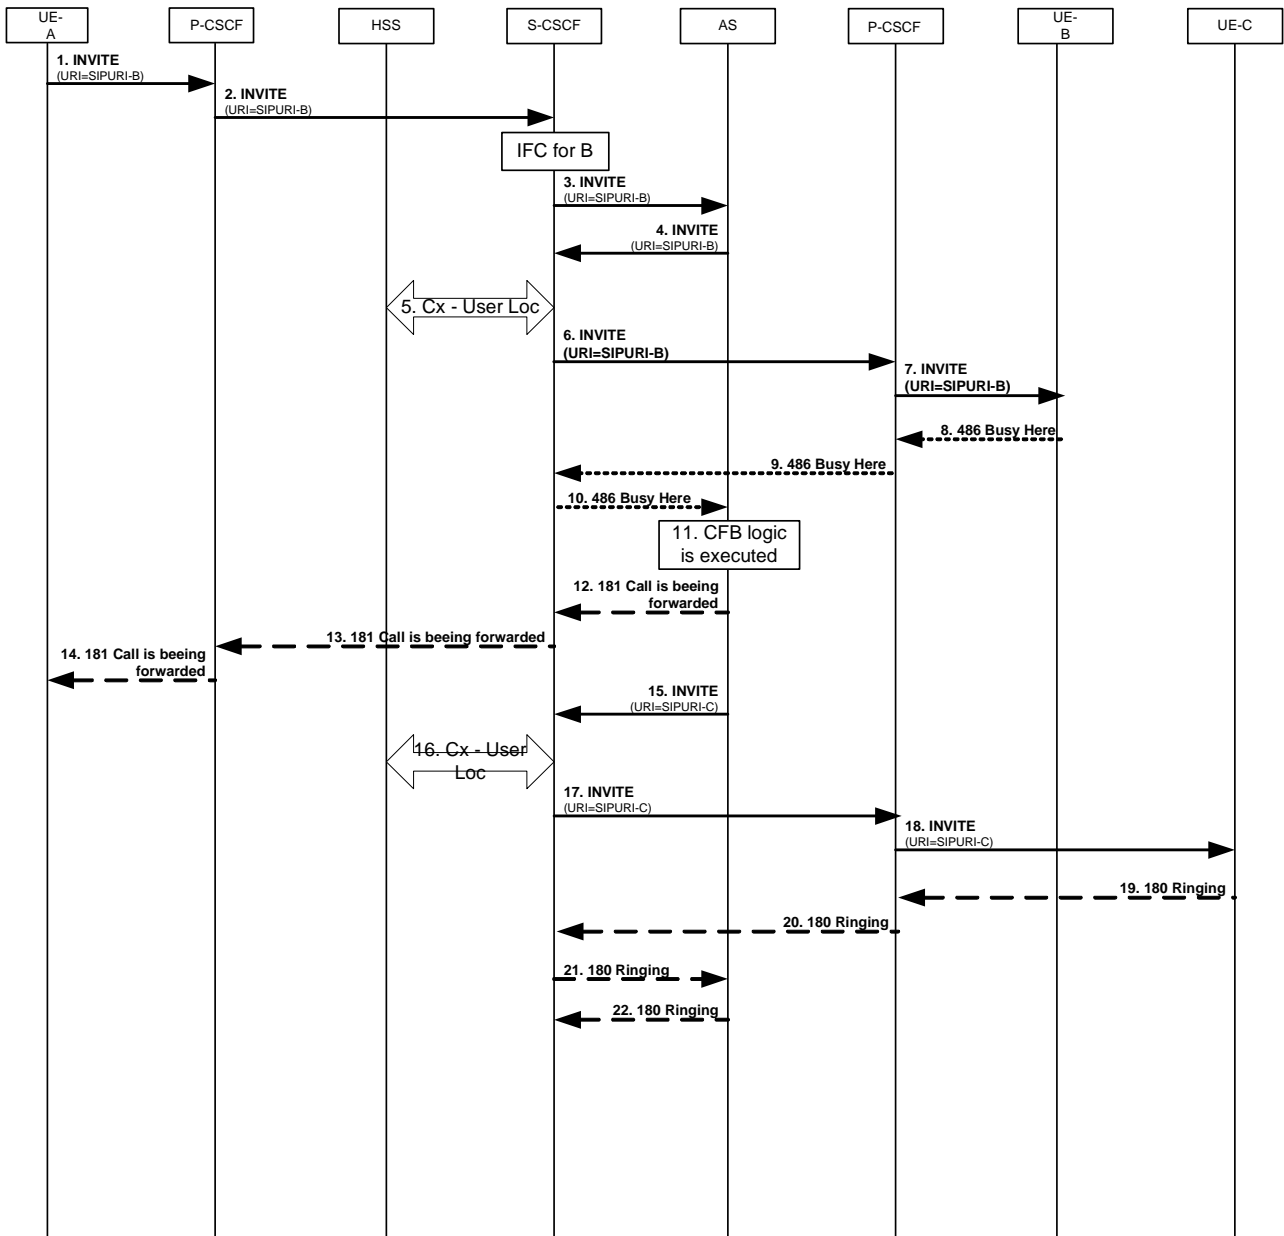 UE-
A
P-CSCF
HSS
S-CSCF
AS
P-CSCF
UE-
B
UE-C
1. INVITE
(URI=SIPURI-B)
2. INVITE
(URI=SIPURI-B)
IFC for B
3. INVITE
(URI=SIPURI-B)
4. INVITE
(URI=SIPURI-B)
5. Cx - User Loc
6. INVITE
(URI=SIPURI-B)
7. INVITE
(URI=SIPURI-B)
8. 486 Busy Here
9. 486 Busy Here
10. 486 Busy Here
11. CFB logic
is executed
12. 181 Call is beeing
forwarded
13. 181 Call is beeing forwarded
14. 181 Call is beeing
forwarded
15. INVITE
(URI=SIPURI-C)
16. Cx - User
Loc
17. INVITE
(URI=SIPURI-C)
18. INVITE
(URI=SIPURI-C)
19. 180 Ringing
20. 180 Ringing
21. 180 Ringing
22. 180 Ringing